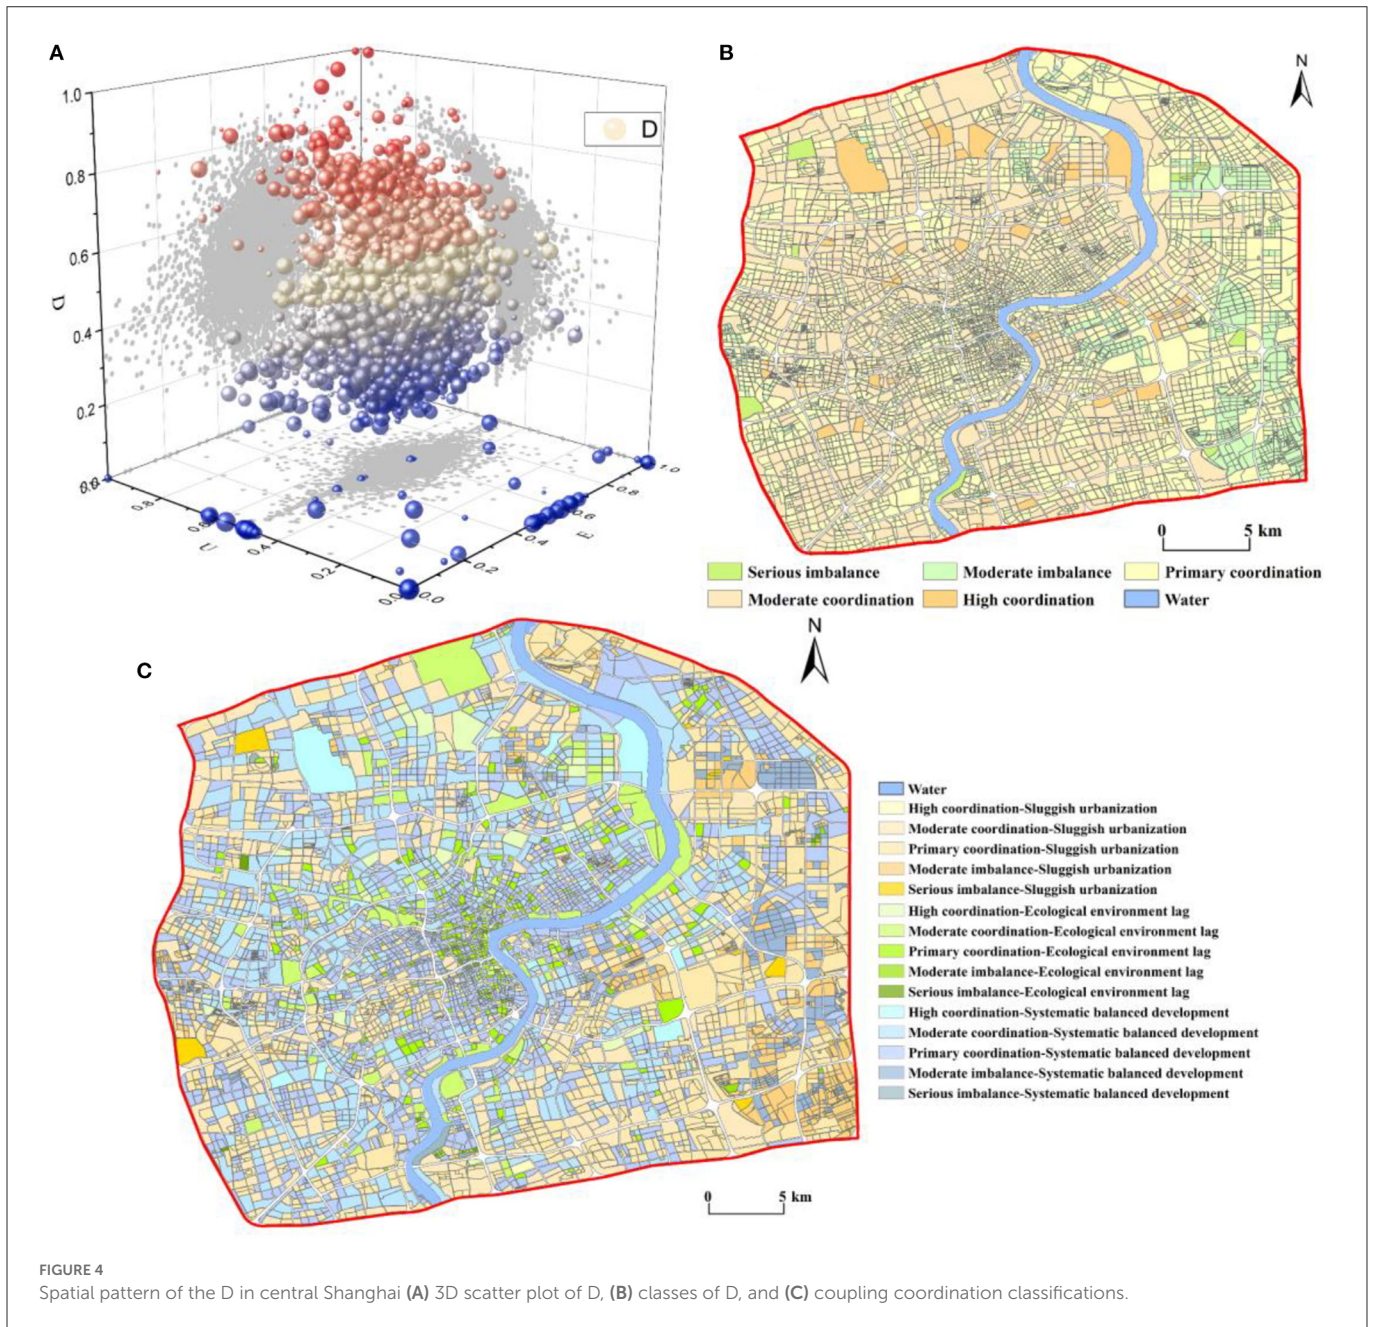 A
1.0
0.8
0.6
0.4
0.2
0.0
D
D
0.8
0.6
0.4
0.2
0.0
U
0.0
0.2
0.4
0.6
0.8
1.0
E
B
N
0 5 km
Serious imbalance Moderate imbalance Primary coordination
Moderate coordination High coordination Water
C
N
Water
High coordination-Sluggish urbanization
Moderate coordination-Sluggish urbanization
Primary coordination-Sluggish urbanization
Moderate imbalance-Sluggish urbanization
Serious imbalance-Sluggish urbanization
High coordination-Ecological environment lag
Moderate coordination-Ecological environment lag
Primary coordination-Ecological environment lag
Moderate imbalance-Ecological environment lag
Serious imbalance-Ecological environment lag
High coordination-Systematic balanced development
Moderate coordination-Systematic balanced development
Primary coordination-Systematic balanced development
Moderate imbalance-Systematic balanced development
Serious imbalance-Systematic balanced development
0 5 km
FIGURE 4
Spatial pattern of the D in central Shanghai (A) 3D scatter plot of D, (B) classes of D, and (C) coupling coordination classifications.